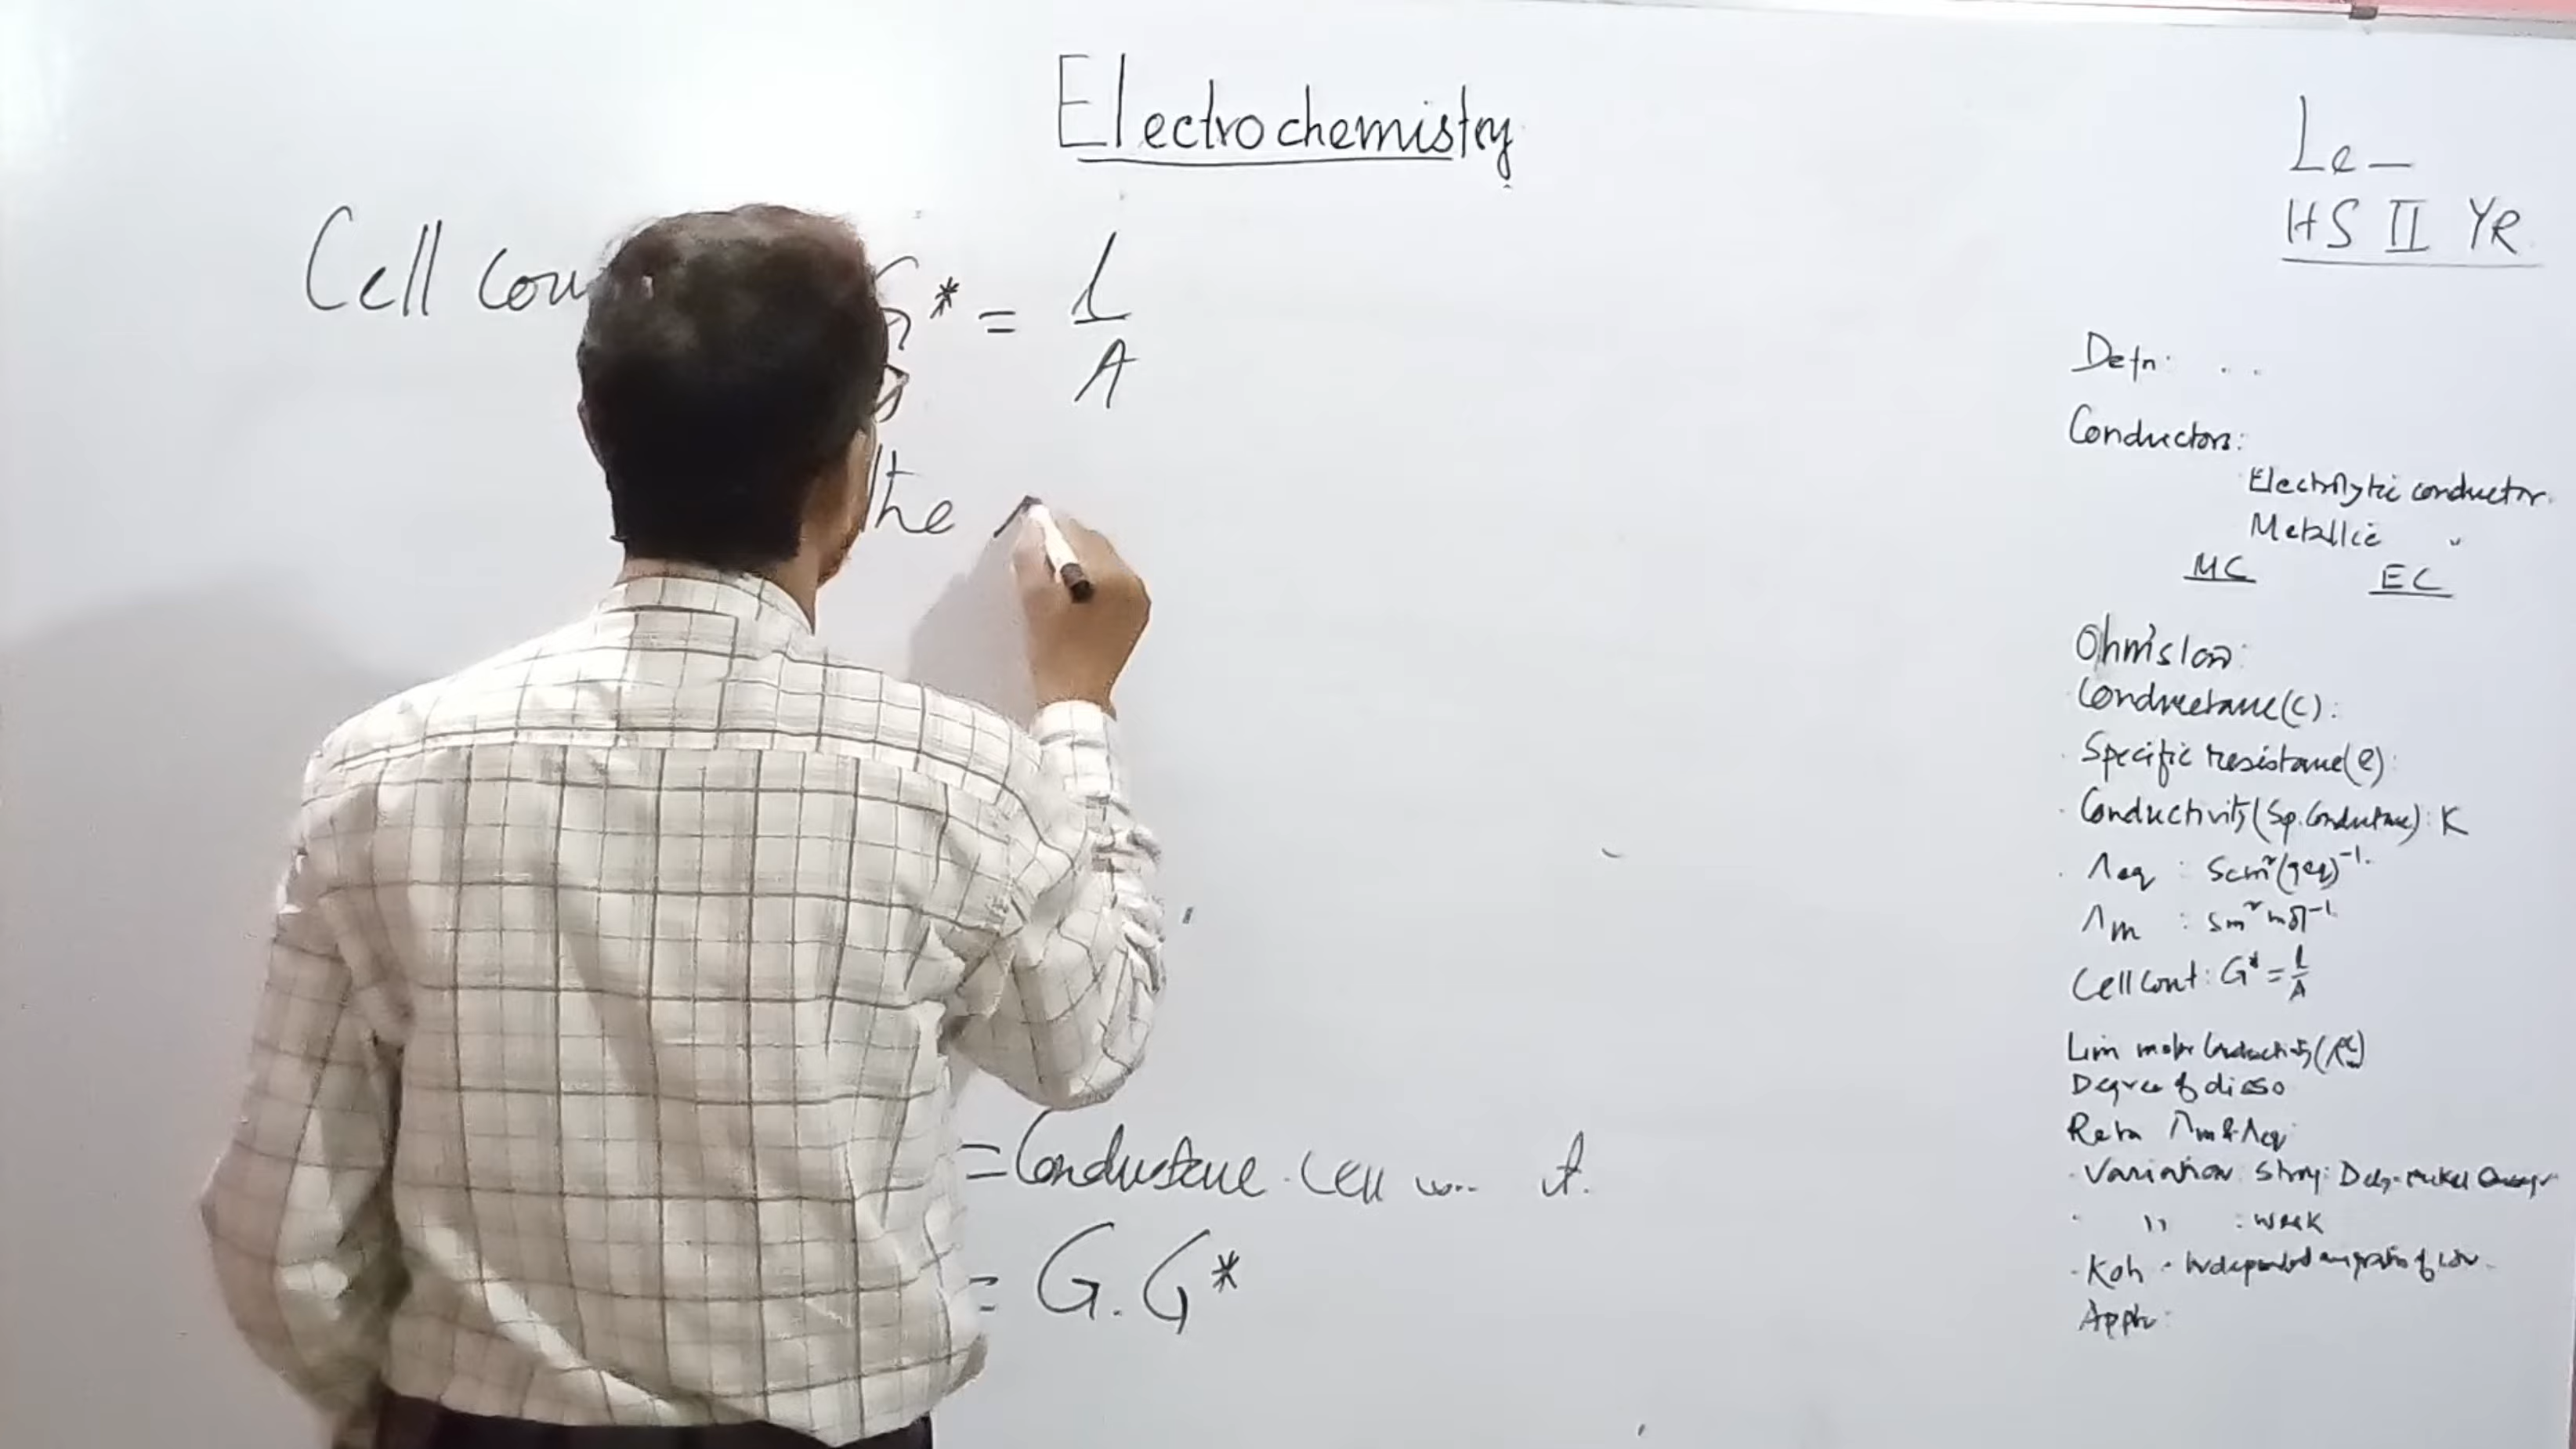 Electrochemistry
Cell con G* = l/A
the
= Conductance . Cell con t.
= G. G*
Le —
HS II YR
Defn:
Conductors:
Electrolytic conductor
Metallic "
MC EC
Ohm's law:
Conductance (C):
Specific resistance (ρ):
Conductivity (Sp. Conductance): K
Λeq : Scm² (geq)⁻¹
Λm : Sm² mol⁻¹
Cell Cont: G* = l/A
Lim molar Conductivity
Degree of disso
Reln Λm & Λeq
Variation: Strong:
" : weak
Koh - Independent migration of ion
Appln: